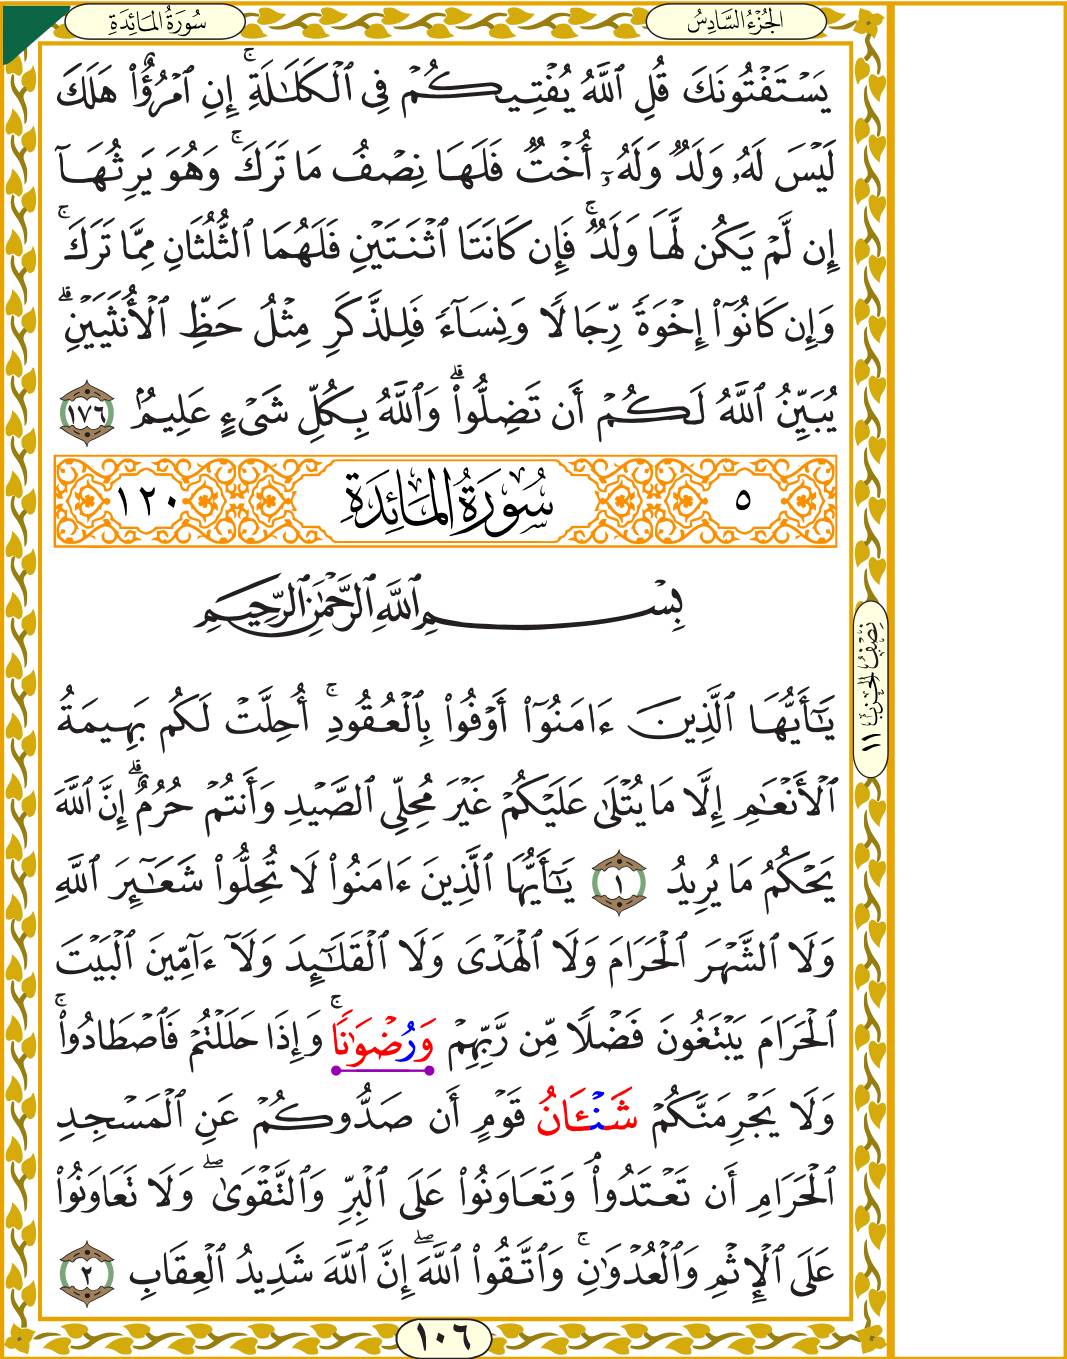 سُورَةُ المَائِدَةِ
الجُزْءُ السَّادِسُ
يَسْتَفْتُونَكَ قُلِ ٱللَّهُ يُفْتِيكُمْ فِى ٱلْكَلَٰلَةِ ۚ إِنِ ٱمْرُؤٌا۟ هَلَكَ
لَيْسَ لَهُۥ وَلَدٌ وَلَهُۥٓ أُخْتٌ فَلَهَا نِصْفُ مَا تَرَكَ ۚ وَهُوَ يَرِثُهَآ
إِن لَّمْ يَكُن لَّهَا وَلَدٌ ۚ فَإِن كَانَتَا ٱثْنَتَيْنِ فَلَهُمَا ٱلثُّلُثَانِ مِمَّا تَرَكَ ۚ
وَإِن كَانُوٓا۟ إِخْوَةً رِّجَالًا وَنِسَآءً فَلِلذَّكَرِ مِثْلُ حَظِّ ٱلْأُنثَيَيْنِ ۗ
يُبَيِّنُ ٱللَّهُ لَكُمْ أَن تَضِلُّوا۟ ۗ وَٱللَّهُ بِكُلِّ شَىْءٍ عَلِيمٌۢ ١٧٦
٥ سُورَةُ المَائِدَةِ ١٢٠
بِسْمِ ٱللَّهِ ٱلرَّحْمَٰنِ ٱلرَّحِيمِ
يَٰٓأَيُّهَا ٱلَّذِينَ ءَامَنُوٓا۟ أَوْفُوا۟ بِٱلْعُقُودِ ۚ أُحِلَّتْ لَكُم بَهِيمَةُ
ٱلْأَنْعَٰمِ إِلَّا مَا يُتْلَىٰ عَلَيْكُمْ غَيْرَ مُحِلِّى ٱلصَّيْدِ وَأَنتُمْ حُرُمٌ ۗ إِنَّ ٱللَّهَ
يَحْكُمُ مَا يُرِيدُ ١ يَٰٓأَيُّهَا ٱلَّذِينَ ءَامَنُوا۟ لَا تُحِلُّوا۟ شَعَٰٓئِرَ ٱللَّهِ
وَلَا ٱلشَّهْرَ ٱلْحَرَامَ وَلَا ٱلْهَدْىَ وَلَا ٱلْقَلَٰٓئِدَ وَلَآ ءَآمِّينَ ٱلْبَيْتَ
ٱلْحَرَامَ يَبْتَغُونَ فَضْلًا مِّن رَّبِّهِمْ وَرُضْوَٰنًا ۚ وَإِذَا حَلَلْتُمْ فَٱصْطَادُوا۟ ۚ
وَلَا يَجْرِمَنَّكُمْ شَنْـَٔانُ قَوْمٍ أَن صَدُّوكُمْ عَنِ ٱلْمَسْجِدِ
ٱلْحَرَامِ أَن تَعْتَدُوا۟ ۘ وَتَعَاوَنُوا۟ عَلَى ٱلْبِرِّ وَٱلتَّقْوَىٰ ۖ وَلَا تَعَاوَنُوا۟
عَلَى ٱلْإِثْمِ وَٱلْعُدْوَٰنِ ۚ وَٱتَّقُوا۟ ٱللَّهَ ۖ إِنَّ ٱللَّهَ شَدِيدُ ٱلْعِقَابِ ٢
نِصْفُ الحِزْبِ ١١
١٠٦